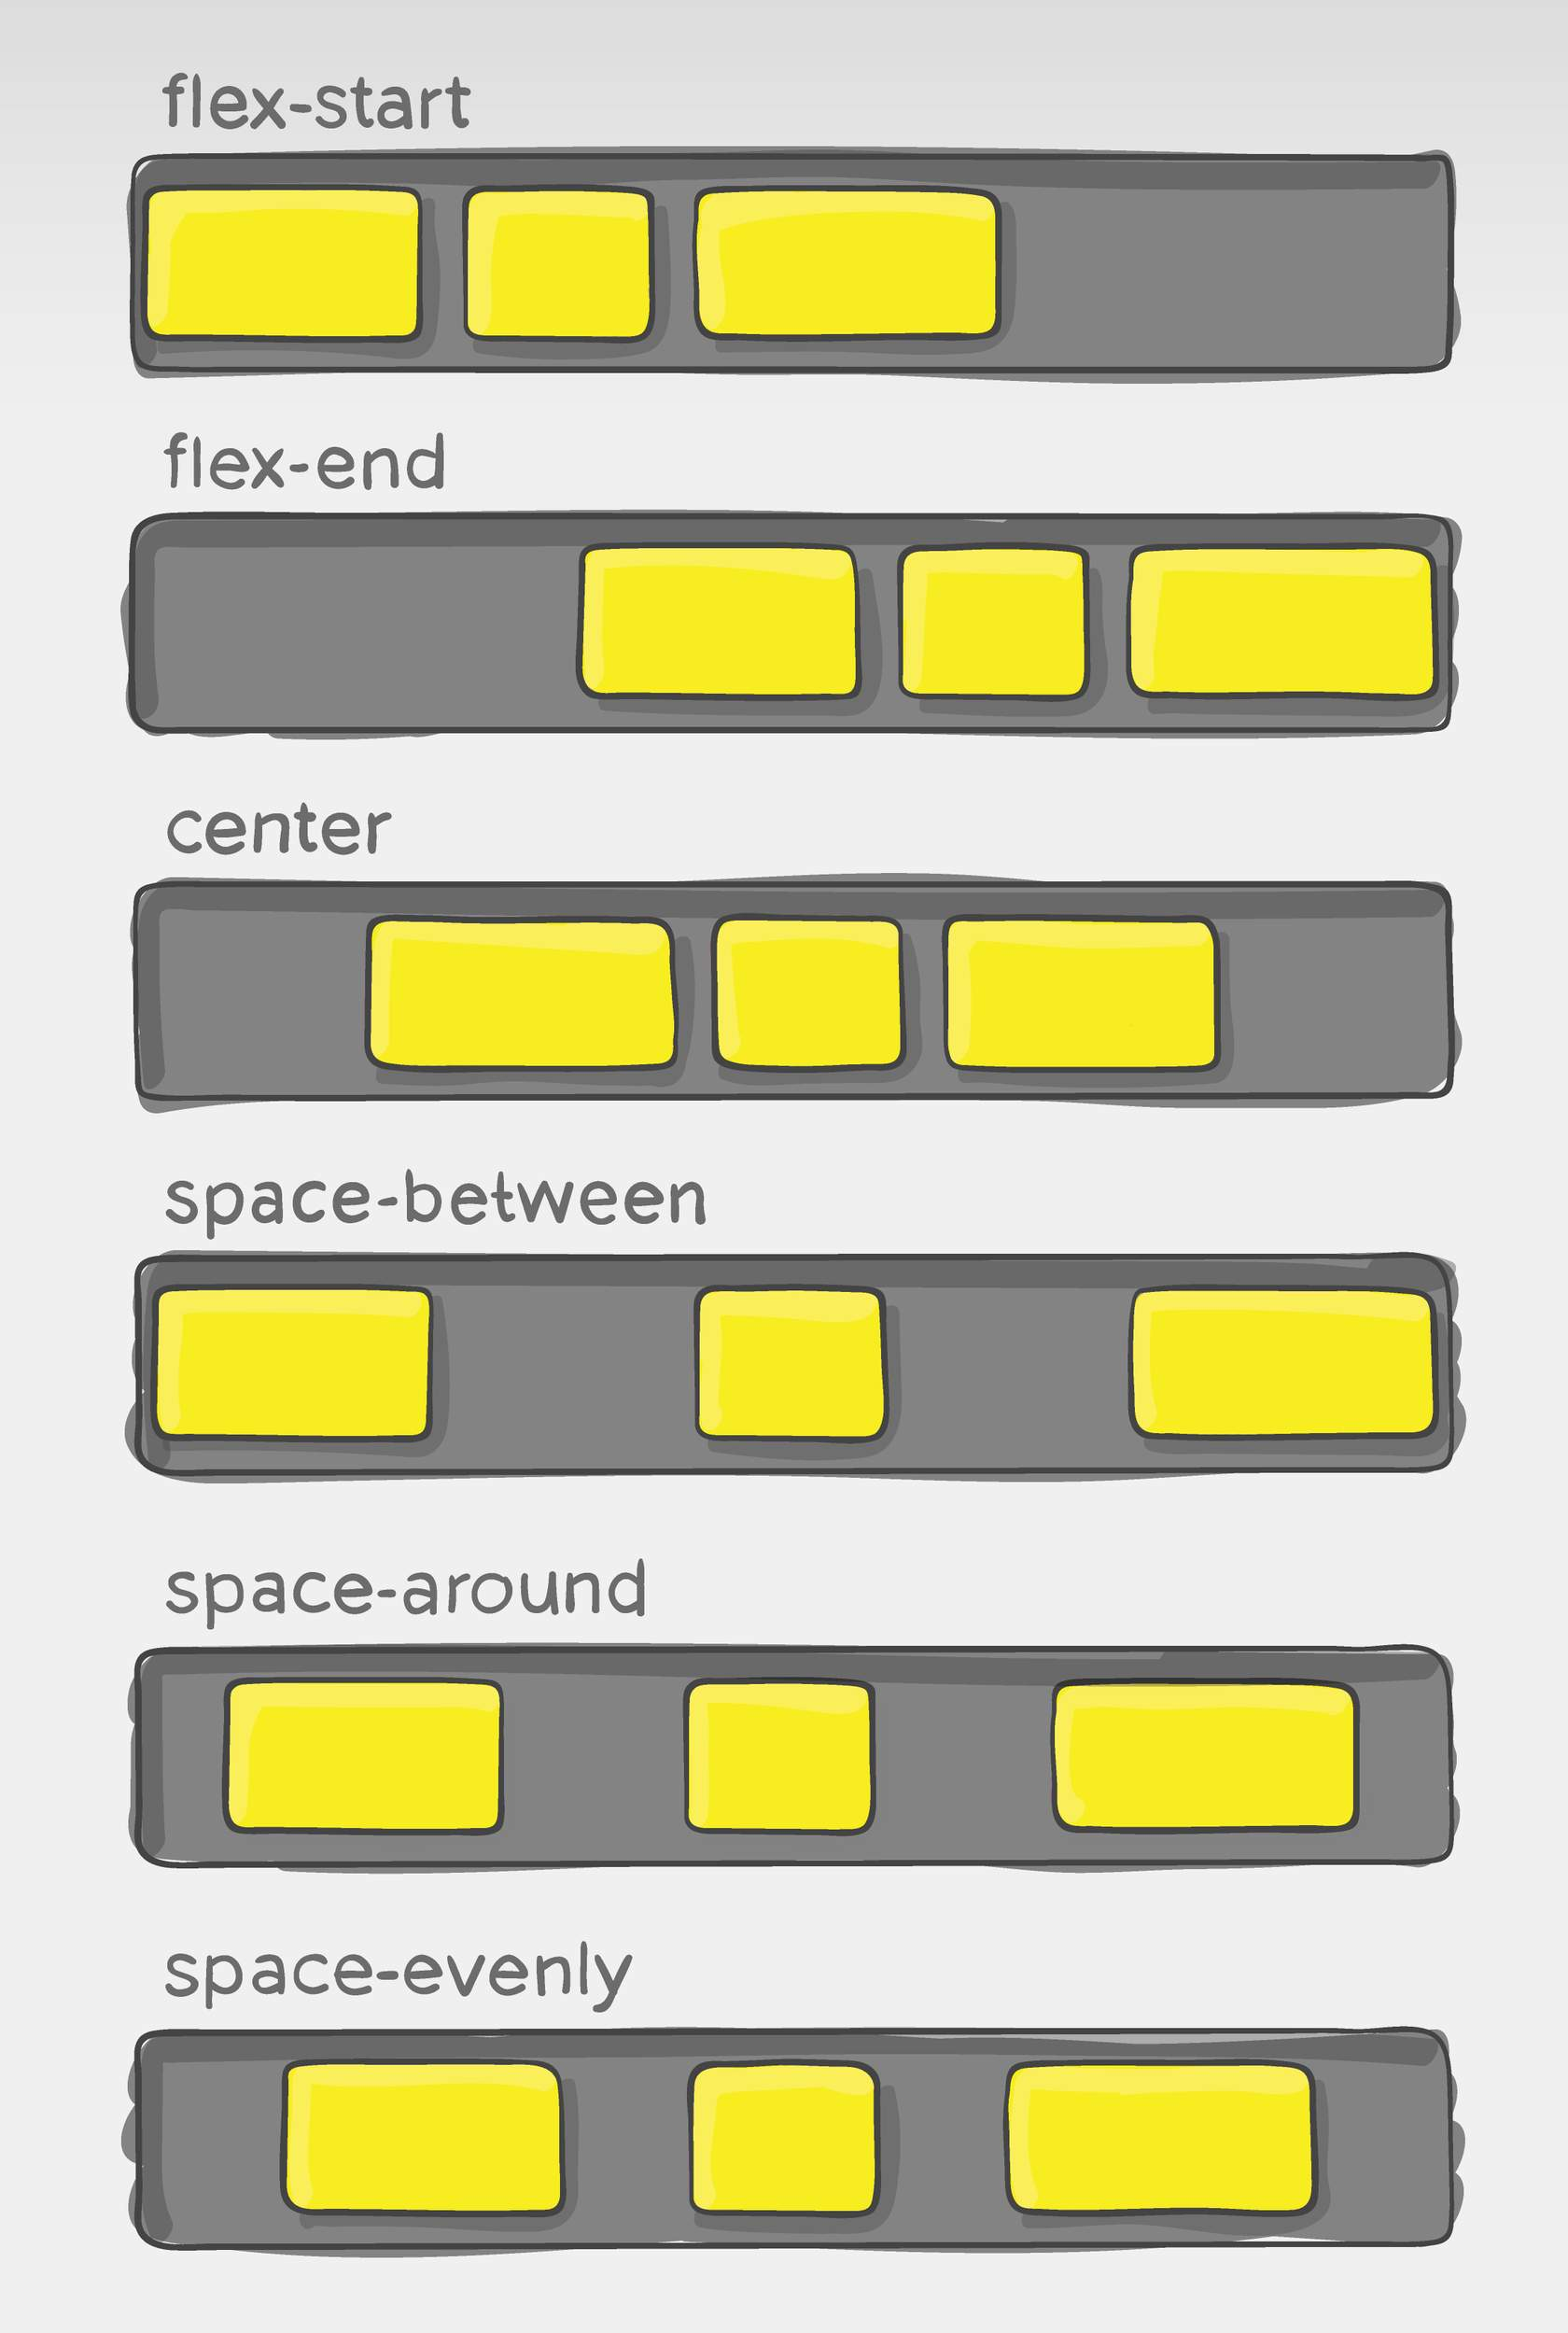 flex-start
flex-end
center
space-between
space-around
space-evenly